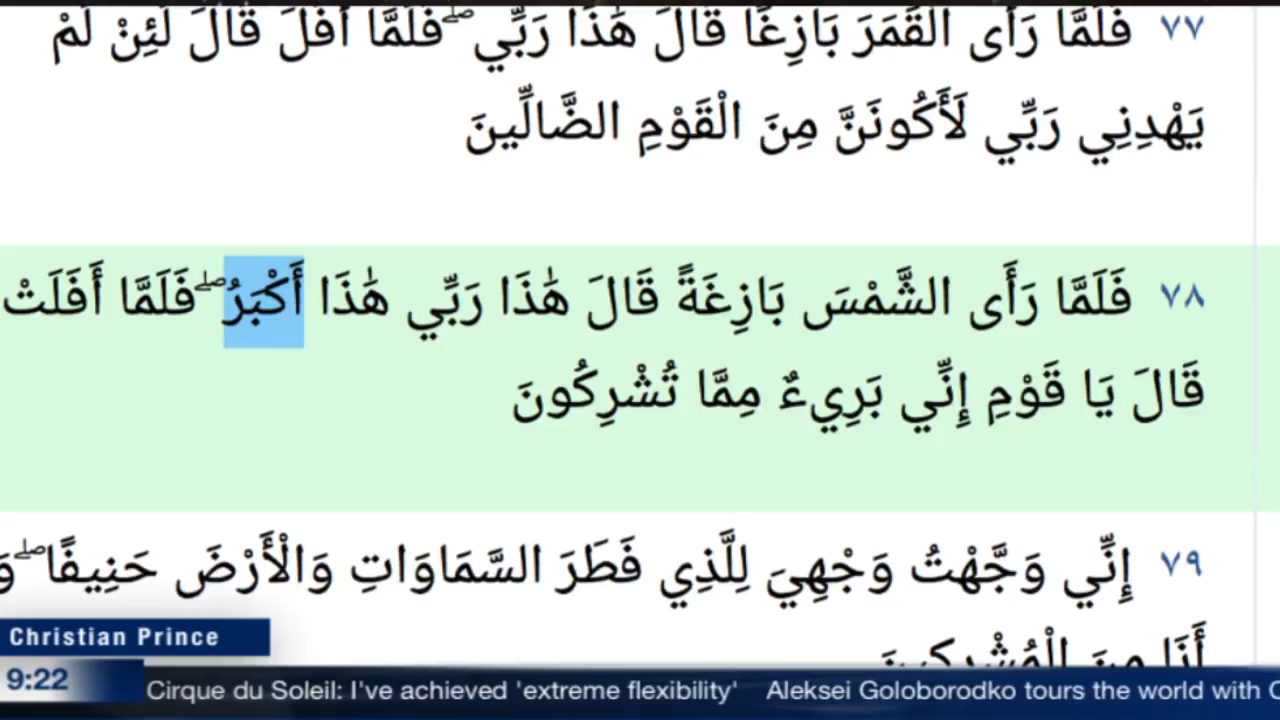 ٧٧ فَلَمَّا رَأَى الْقَمَرَ بَازِغًا قَالَ هَٰذَا رَبِّي ۖ فَلَمَّا أَفَلَ قَالَ لَئِنْ لَمْ
يَهْدِنِي رَبِّي لَأَكُونَنَّ مِنَ الْقَوْمِ الضَّالِّينَ
٧٨ فَلَمَّا رَأَى الشَّمْسَ بَازِغَةً قَالَ هَٰذَا رَبِّي هَٰذَا أَكْبَرُ ۖ فَلَمَّا أَفَلَتْ
قَالَ يَا قَوْمِ إِنِّي بَرِيءٌ مِمَّا تُشْرِكُونَ
٧٩ إِنِّي وَجَّهْتُ وَجْهِيَ لِلَّذِي فَطَرَ السَّمَاوَاتِ وَالْأَرْضَ حَنِيفًا ۖ
أَنَا مِنَ الْمُشْرِكِينَ
Christian Prince
9:22
Cirque du Soleil: I've achieved 'extreme flexibility' Aleksei Goloborodko tours the world with